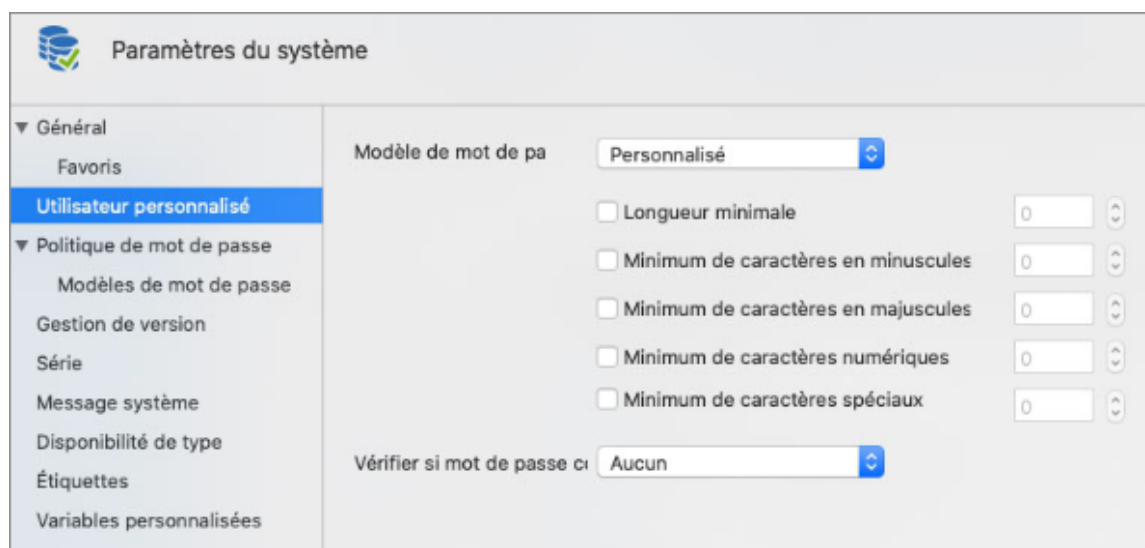 Paramètres du système
Général
Favoris
Utilisateur personnalisé
Politique de mot de passe
Modèles de mot de passe
Gestion de version
Série
Message système
Disponibilité de type
Étiquettes
Variables personnalisées
Modèle de mot de pa Personnalisé
Longueur minimale 0
Minimum de caractères en minuscules 0
Minimum de caractères en majuscules 0
Minimum de caractères numériques 0
Minimum de caractères spéciaux 0
Vérifier si mot de passe co Aucun